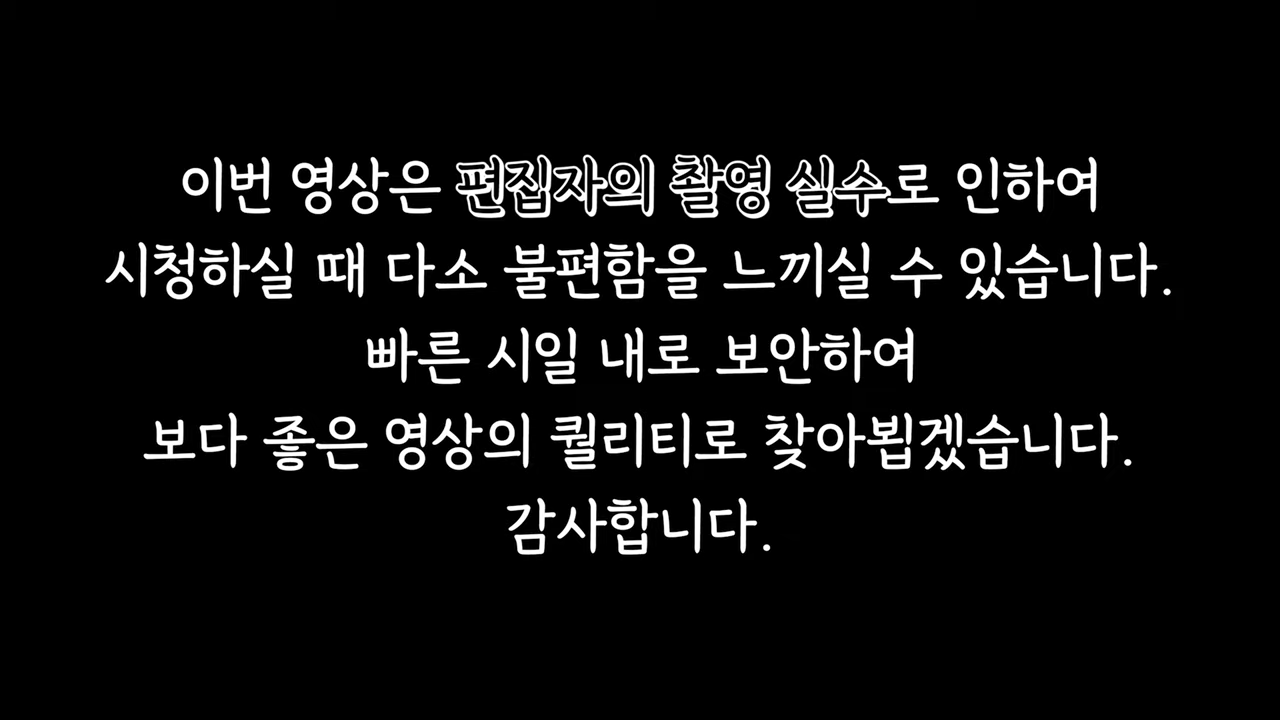 이번 영상은 편집자의 촬영 실수로 인하여
시청하실 때 다소 불편함을 느끼실 수 있습니다.
빠른 시일 내로 보안하여
보다 좋은 영상의 퀄리티로 찾아뵙겠습니다.
감사합니다.